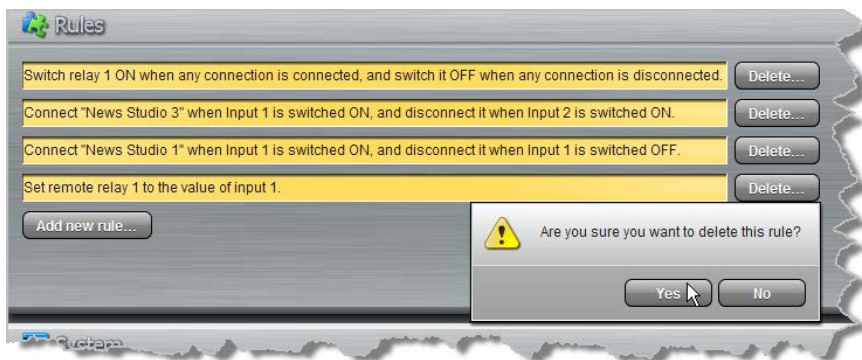 Rules
Switch relay 1 ON when any connection is connected, and switch it OFF when any connection is disconnected. Delete...
Connect "News Studio 3" when Input 1 is switched ON, and disconnect it when Input 2 is switched ON. Delete...
Connect "News Studio 1" when Input 1 is switched ON, and disconnect it when Input 1 is switched OFF. Delete...
Set remote relay 1 to the value of input 1. Delete...
Add new rule...
Are you sure you want to delete this rule?
Yes No
System